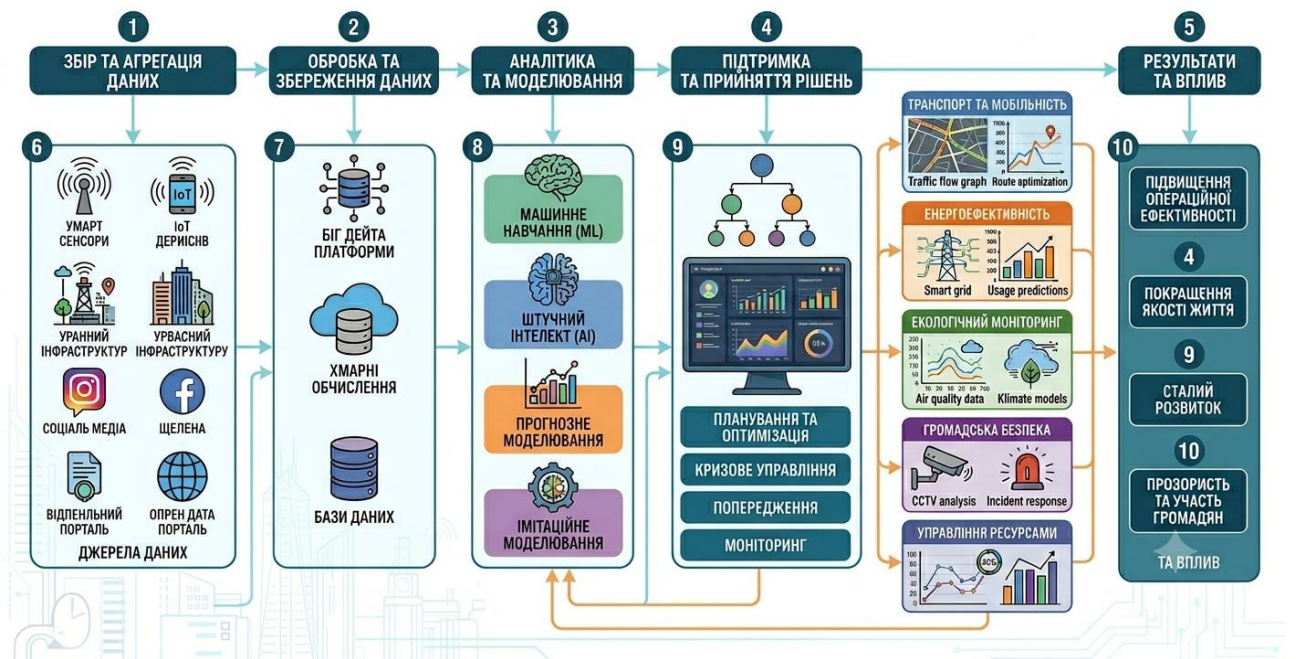 1
ЗБІР ТА АГРЕГАЦІЯ
ДАНИХ
2
ОБРОБКА ТА
ЗБЕРЕЖЕННЯ ДАНИХ
3
АНАЛІТИКА
ТА МОДЕЛЮВАННЯ
4
ПІДТРИМКА
ТА ПРИЙНЯТТЯ РІШЕНЬ
5
РЕЗУЛЬТАТИ
ТА ВПЛИВ
6
УМАРТ
СЕНСОРИ
IoT
IoT
ДЕРИІСНВ
УРАННИЙ
ІНФРАСТРУКТУР
УРВАСНИЙ
ІНФРАСТРУКТУРУ
СОЦІАЛЬ МЕДІА
ЩЕЛЕНА
ВІДПЕНЛЬНИЙ
ПОРТАЛЬ
ОПРЕН ДАТА
ПОРТАЛЬ
ДЖЕРЕЛА ДАНИХ
7
БІГ ДЕЙТА
ПЛАТФОРМИ
ХМАРНІ
ОБЧИСЛЕННЯ
БАЗИ ДАНИХ
8
МАШИННЕ
НАВЧАННЯ (ML)
ШТУЧНИЙ
ІНТЕЛЕКТ (AI)
ПРОГНОЗНЕ
МОДЕЛЮВАННЯ
ІМІТАЦІЙНЕ
МОДЕЛЮВАННЯ
9
ПЛАНУВАННЯ ТА
ОПТИМІЗАЦІЯ
КРИЗОВЕ УПРАВЛІННЯ
ПОПЕРЕДЖЕННЯ
МОНІТОРИНГ
ТРАНСПОРТ ТА МОБІЛЬНІСТЬ
Traffic flow graph
Route aptimization
ЕНЕРГОЕФЕКТИВНІСТЬ
Smart grid
Usage predictions
ЕКОЛОГІЧНИЙ МОНІТОРИНГ
Air quality data
Klimate models
ГРОМАДСЬКА БЕЗПЕКА
CCTV analysis
Incident response
УПРАВЛІННЯ РЕСУРСАМИ
30%
10
ПІДВИЩЕННЯ
ОПЕРАЦІЙНОЇ
ЕФЕКТИВНОСТІ
4
ПОКРАЩЕННЯ
ЯКОСТІ ЖИТТЯ
9
СТАЛИЙ
РОЗВИТОК
10
ПРОЗОРИСТЬ
ТА УЧАСТЬ
ГРОМАДЯН
ТА ВПЛИВ